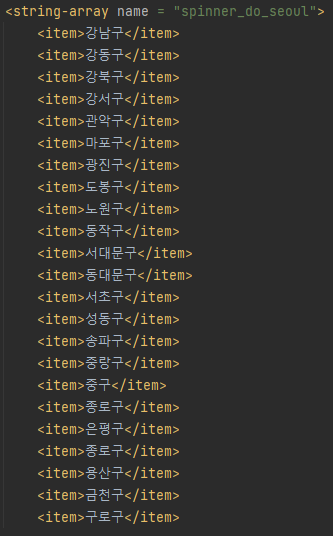 <string-array name = "spinner_do_seoul">
<item>강남구</item>
<item>강동구</item>
<item>강북구</item>
<item>강서구</item>
<item>관악구</item>
<item>마포구</item>
<item>광진구</item>
<item>도봉구</item>
<item>노원구</item>
<item>동작구</item>
<item>서대문구</item>
<item>동대문구</item>
<item>서초구</item>
<item>성동구</item>
<item>송파구</item>
<item>중랑구</item>
<item>중구</item>
<item>종로구</item>
<item>은평구</item>
<item>종로구</item>
<item>용산구</item>
<item>금천구</item>
<item>구로구</item>